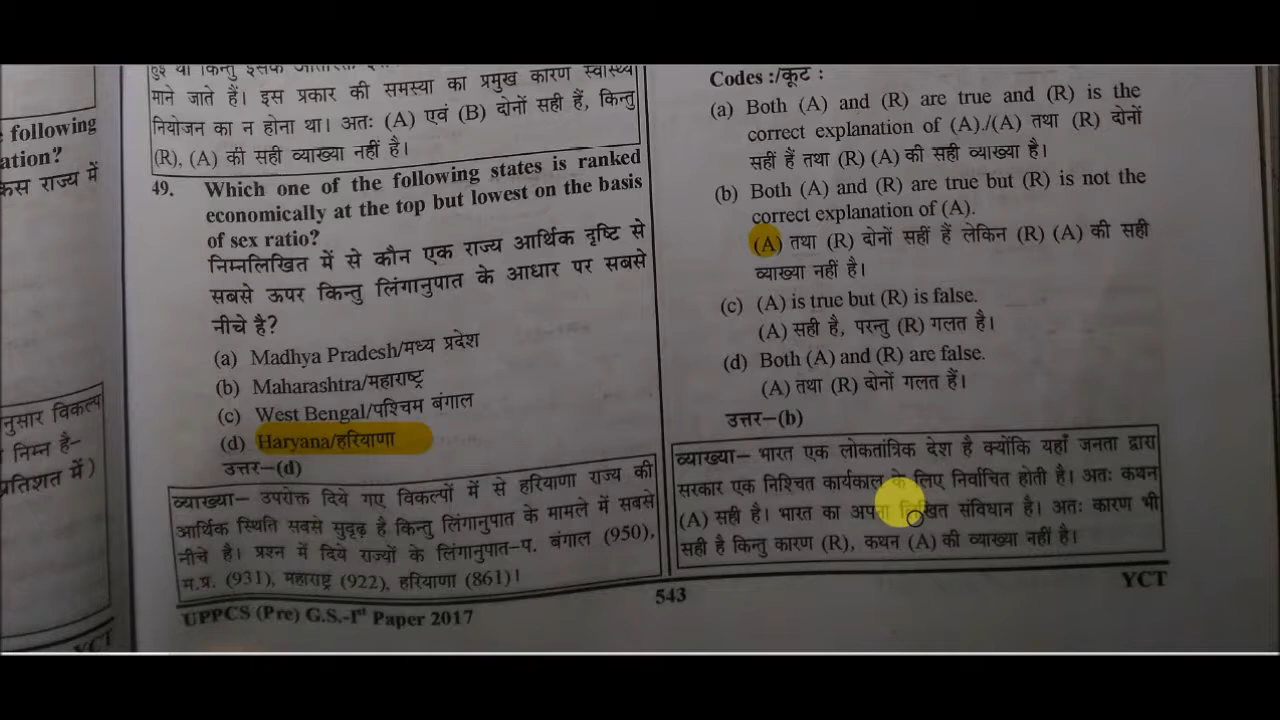 following
ation?
कस राज्य में
नुसार विकल्प
निम्न है–
प्रतिशत में)
YCT
माने जाते हैं। इस प्रकार की समस्या का प्रमुख कारण स्वास्थ्य
नियोजन का न होना था। अतः (A) एवं (B) दोनों सही हैं, किन्तु
(R), (A) की सही व्याख्या नहीं है।
49. Which one of the following states is ranked
economically at the top but lowest on the basis
of sex ratio?
निम्नलिखित में से कौन एक राज्य आर्थिक दृष्टि से
सबसे ऊपर किन्तु लिंगानुपात के आधार पर सबसे
नीचे है?
(a) Madhya Pradesh/मध्य प्रदेश
(b) Maharashtra/महाराष्ट्र
(c) West Bengal/पश्चिम बंगाल
(d) Haryana/हरियाणा
उत्तर–(d)
व्याख्या– उपरोक्त दिये गए विकल्पों में से हरियाणा राज्य की
आर्थिक स्थिति सबसे सुदृढ़ है किन्तु लिंगानुपात के मामले में सबसे
नीचे है। प्रश्न में दिये राज्यों के लिंगानुपात–प. बंगाल (950),
म.प्र. (931), महाराष्ट्र (922), हरियाणा (861)।
UPPCS (Pre) G.S.-Ist Paper 2017
543
Codes :/कूट :
(a) Both (A) and (R) are true and (R) is the
correct explanation of (A)./(A) तथा (R) दोनों
सहीं हैं तथा (R) (A) की सही व्याख्या है।
(b) Both (A) and (R) are true but (R) is not the
correct explanation of (A).
(A) तथा (R) दोनों सहीं हैं लेकिन (R) (A) की सही
व्याख्या नहीं है।
(c) (A) is true but (R) is false.
(A) सही है, परन्तु (R) गलत है।
(d) Both (A) and (R) are false.
(A) तथा (R) दोनों गलत हैं।
उत्तर–(b)
व्याख्या– भारत एक लोकतांत्रिक देश है क्योंकि यहाँ जनता द्वारा
सरकार एक निश्चित कार्यकाल के लिए निर्वाचित होती है। अतः कथन
(A) सही है। भारत का अपना लिखित संविधान है। अतः कारण भी
सही है किन्तु कारण (R), कथन (A) की व्याख्या नहीं है।
YCT